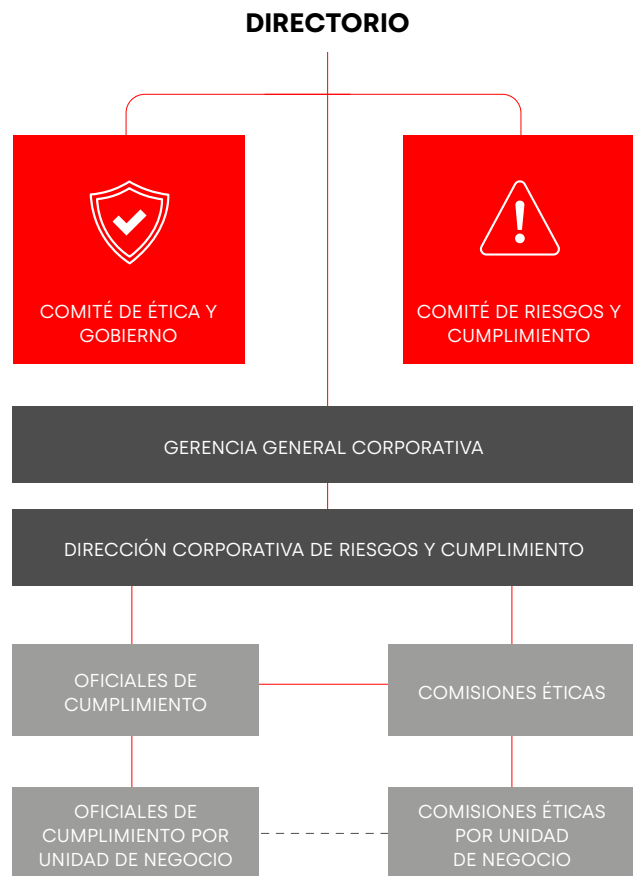 DIRECTORIO
COMITÉ DE ÉTICA Y
GOBIERNO
COMITÉ DE RIESGOS Y
CUMPLIMIENTO
GERENCIA GENERAL CORPORATIVA
DIRECCIÓN CORPORATIVA DE RIESGOS Y CUMPLIMIENTO
OFICIALES DE
CUMPLIMIENTO
COMISIONES ÉTICAS
OFICIALES DE
CUMPLIMIENTO POR
UNIDAD DE NEGOCIO
COMISIONES ÉTICAS
POR UNIDAD
DE NEGOCIO